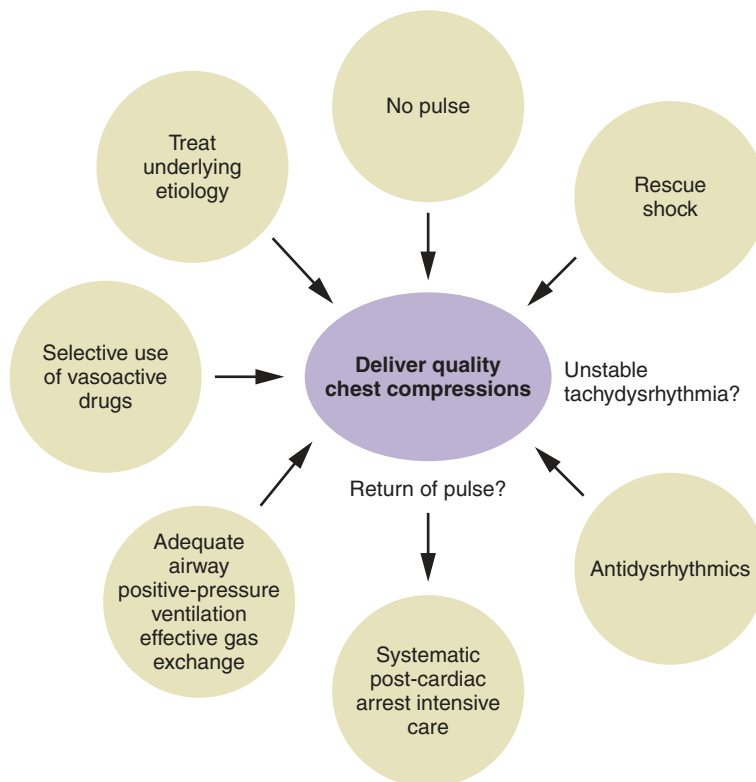 No pulse
Treat
underlying
etiology
Rescue
shock
Selective use
of vasoactive
drugs
Deliver quality
chest compressions
Unstable
tachydysrhythmia?
Return of pulse?
Adequate
airway
positive-pressure
ventilation
effective gas
exchange
Antidysrhythmics
Systematic
post-cardiac
arrest intensive
care